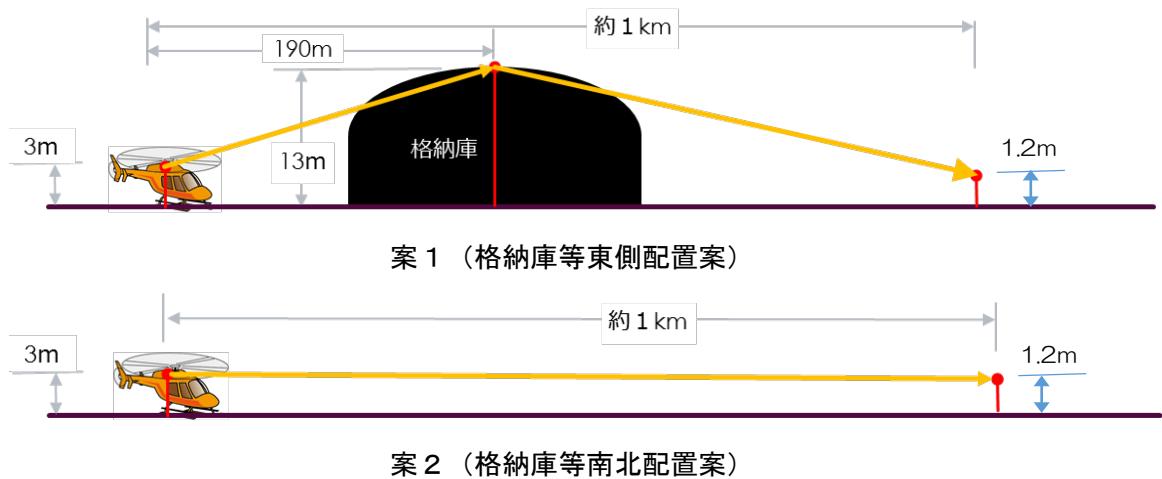 約１km
190m
3m
13m
格納庫
1.2m
案１（格納庫等東側配置案）
約１km
3m
1.2m
案２（格納庫等南北配置案）